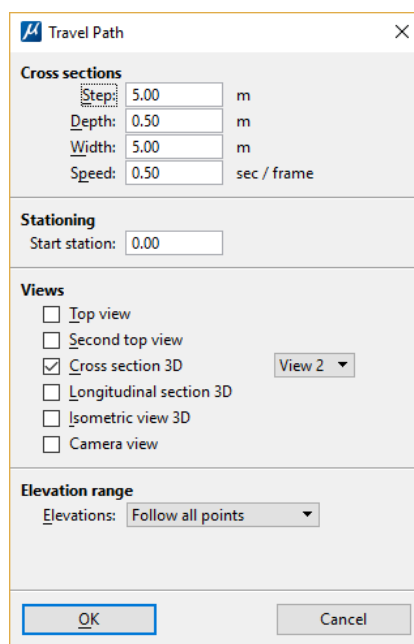 µ Travel Path
Cross sections
Step: 5.00 m
Depth: 0.50 m
Width: 5.00 m
Speed: 0.50 sec / frame
Stationing
Start station: 0.00
Views
Top view
Second top view
Cross section 3D View 2
Longitudinal section 3D
Isometric view 3D
Camera view
Elevation range
Elevations: Follow all points
OK Cancel